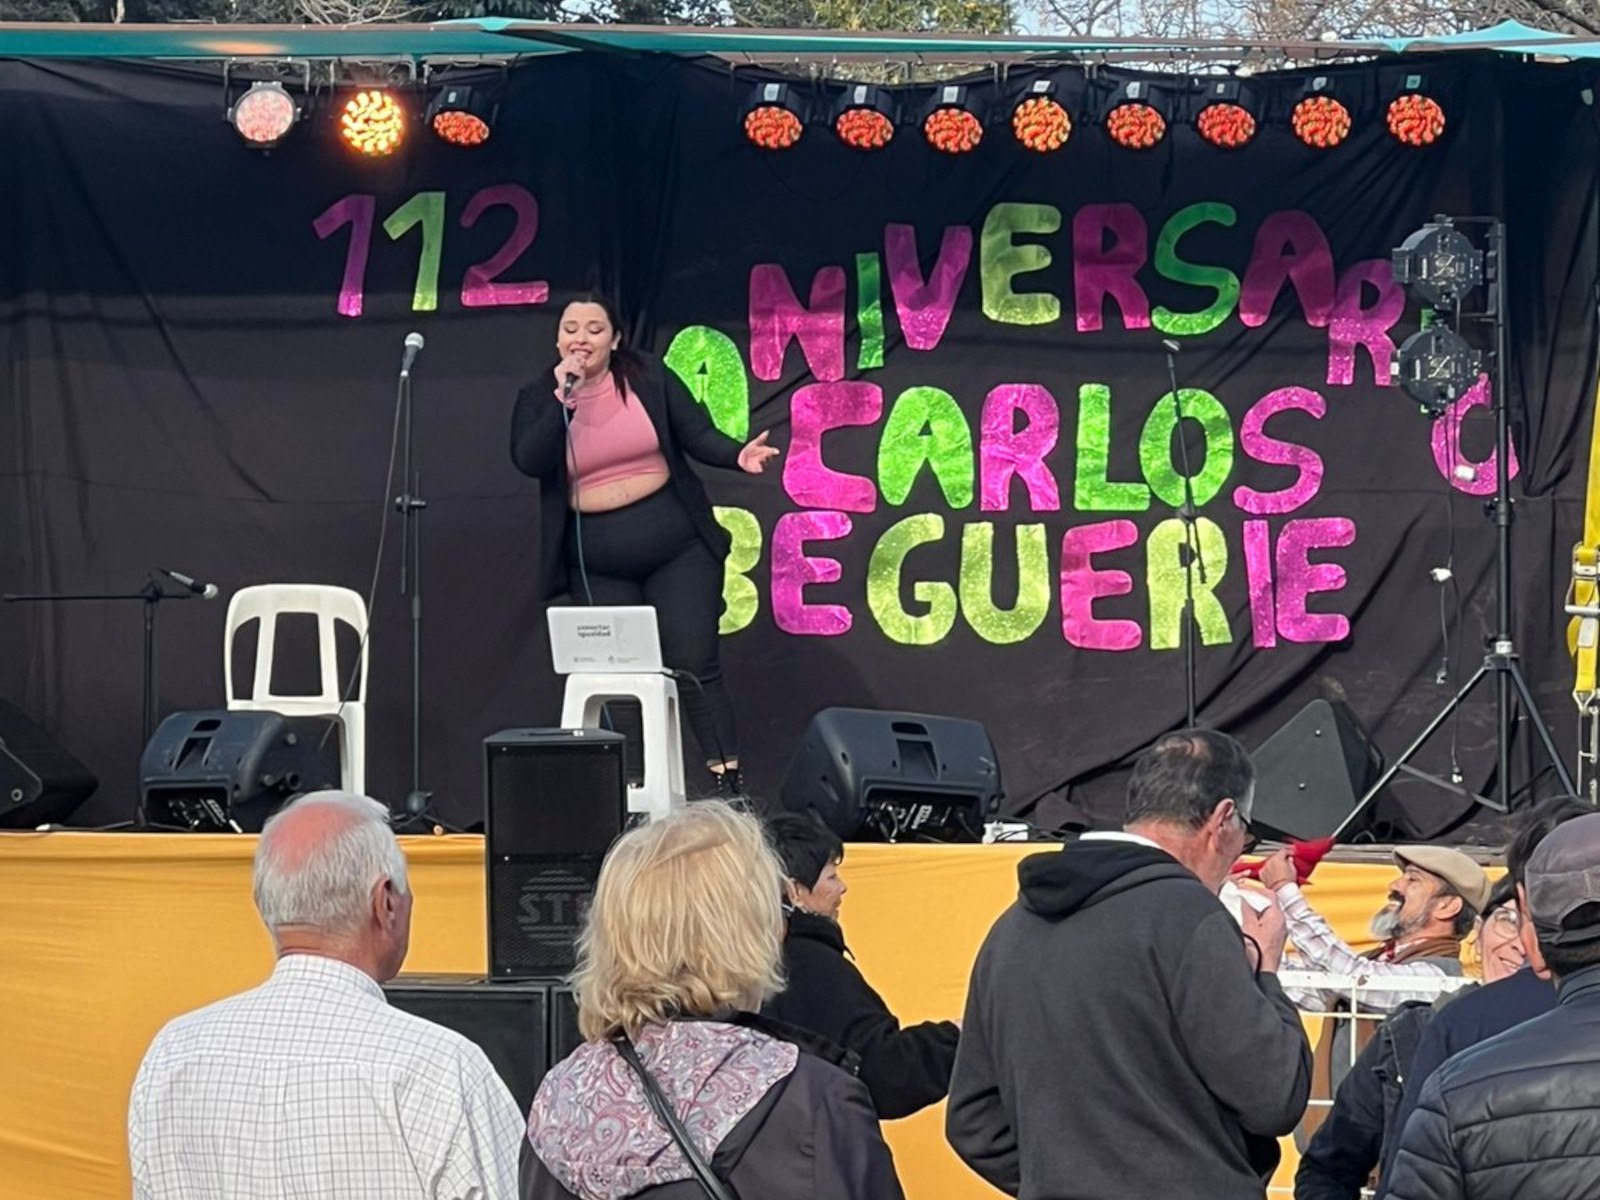 112
ANIVERSARIO
CARLOS
BEGUERIE
conectar
igualdad